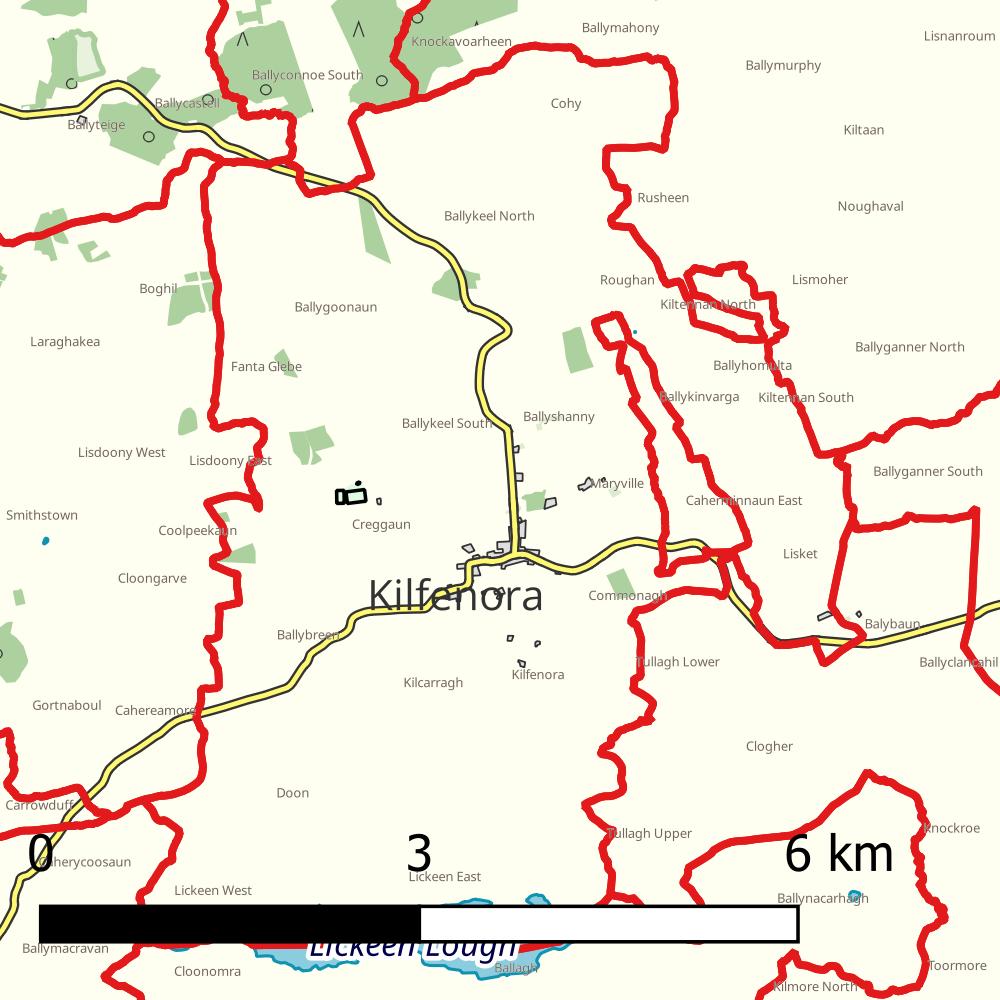 Ballymahony
Lisnanroum
Knockavoarheen
Ballymurphy
Ballyconnoe South
Ballycastell
Cohy
Ballyteige
Kiltaan
Rusheen
Noughaval
Ballykeel North
Roughan
Lismoher
Boghil
Kiltennan North
Ballygoonaun
Laraghakea
Ballyganner North
Fanta Glebe
Ballyhomulta
Ballykinvarga
Kiltennan South
Ballykeel South
Ballyshanny
Lisdoony West
Lisdoony East
Ballyganner South
Maryville
Caherminnaun East
Smithstown
Coolpeekaun
Creggaun
Lisket
Cloongarve
Kilfenora
Commonagh
Balybaun
Ballybreen
Tullagh Lower
Ballyclancahil
Kilcarragh
Kilfenora
Gortnaboul
Cahereamore
Clogher
Doon
Carrowduff
Tullagh Upper
Knockroe
0
3
6 km
Caherycoosaun
Lickeen East
Lickeen West
Ballynacarhagh
Ballymacravan
Lickeen Lough
Cloonomra
Ballagh
Toormore
Kilmore North